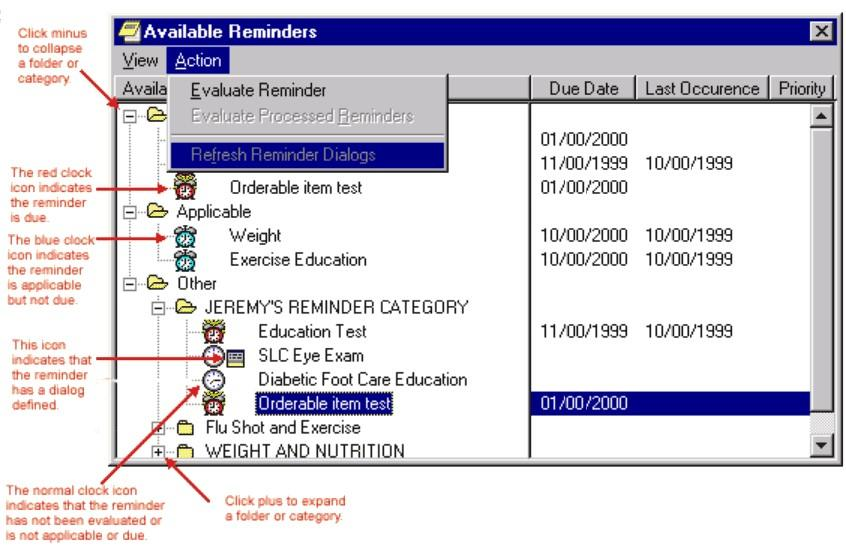 Click minus
to collapse
a folder or
category.
Available Reminders
View Action
Availa Due Date Last Occurence Priority
Evaluate Reminder
Evaluate Processed Reminders
Refresh Reminder Dialogs
01/00/2000
11/00/1999 10/00/1999
Orderable item test 01/00/2000
The red clock
icon indicates
the reminder
is due.
Applicable
Weight 10/00/2000 10/00/1999
Exercise Education 10/00/2000 10/00/1999
The blue clock
icon indicates
the reminder
is applicable
but not due.
Other
JEREMY'S REMINDER CATEGORY
Education Test 11/00/1999 10/00/1999
SLC Eye Exam
Diabetic Foot Care Education
Orderable item test 01/00/2000
This icon
indicates that
the reminder
has a dialog
defined.
Flu Shot and Exercise
WEIGHT AND NUTRITION
The normal clock icon
indicates that the reminder
has not been evaluated or
is not applicable or due.
Click plus to expand
a folder or category.